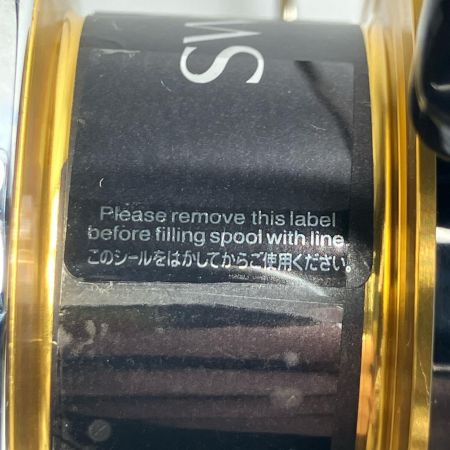 SW
Please remove this label
before filling spool with line.
このシールをはがしてからご使用ください。